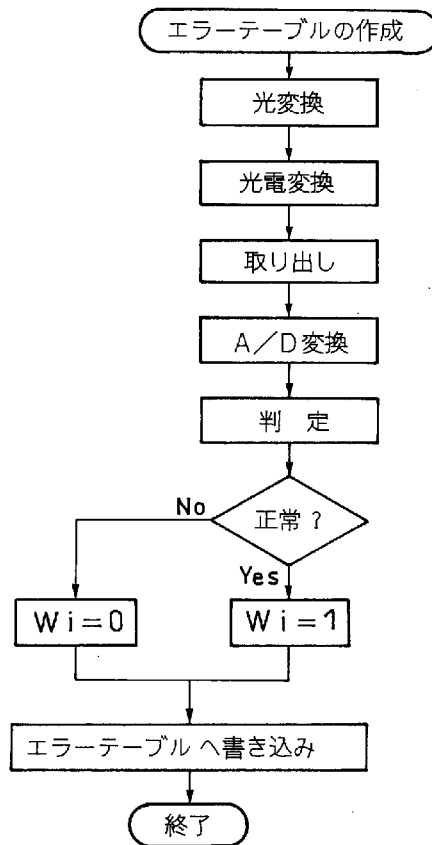 エラーテーブルの作成
光変換
光電変換
取り出し
A／D変換
判 定
正常？
No
Yes
Wi＝0
Wi＝1
エラーテーブルへ書き込み
終了